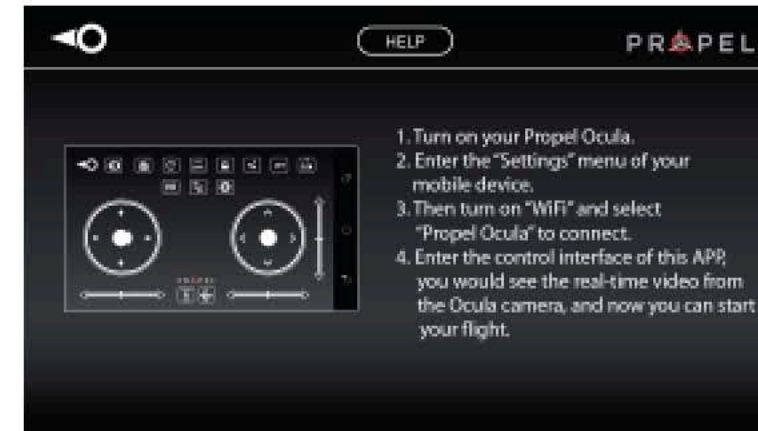 HELP
PROPEL
1. Turn on your Propel Ocula.
2. Enter the "Settings" menu of your
mobile device.
3. Then turn on "WiFi" and select
"Propel Ocula" to connect.
4. Enter the control interface of this APP,
you would see the real-time video from
the Ocula camera, and now you can start
your flight.
PROPEL